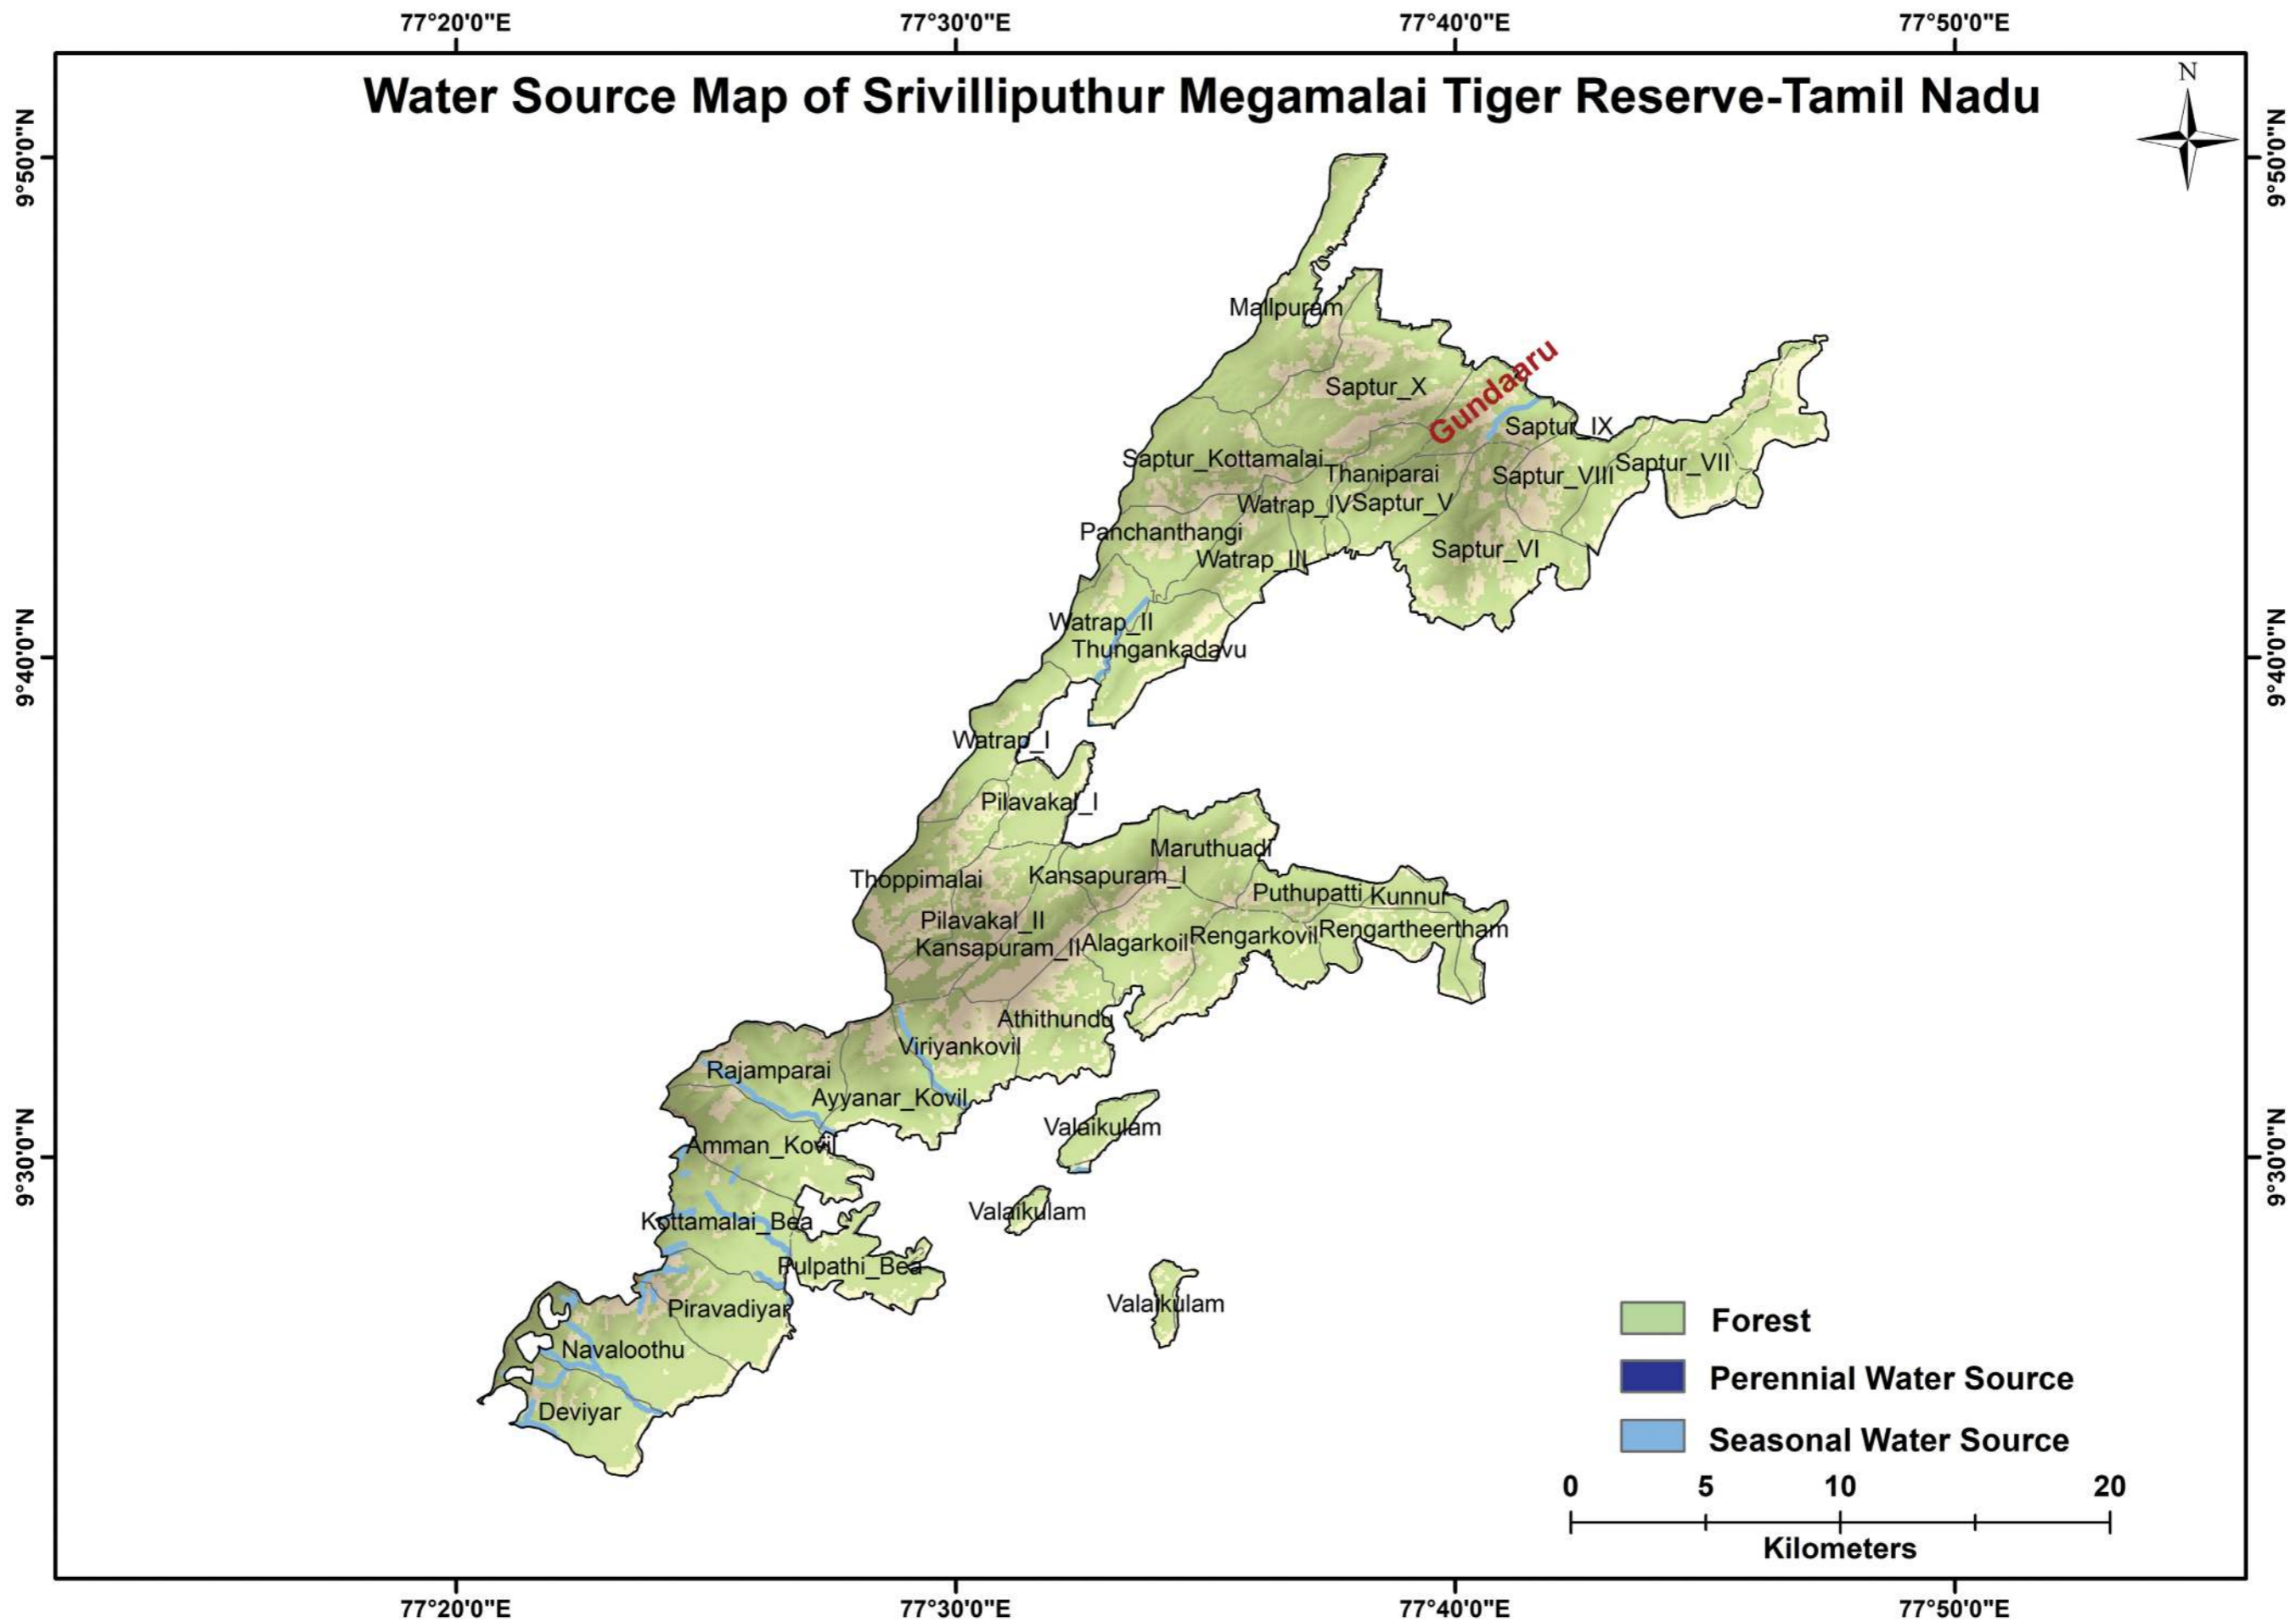 77°20'0"E 77°30'0"E 77°40'0"E 77°50'0"E
Water Source Map of Srivilliputhur Megamalai Tiger Reserve-Tamil Nadu
N
9°50'0"N 9°50'0"N
Mallpuram
Gundaaru
Saptur_X
Saptur_IX
Saptur_Kottamalai
Thaniparai
Saptur_VIII
Saptur_VII
Watrap_IV
Saptur_V
Panchanthangi
Watrap_III
Saptur_VI
Watrap_II
Thungankadavu
9°40'0"N 9°40'0"N
Watrap_I
Pilavakal_I
Maruthuadi
Thoppimalai
Kansapuram_I
Puthupatti
Kunnur
Pilavakal_II
Kansapuram_II
Alagarkoil
Rengarkovil
Rengartheertham
Athithundu
Viriyankovil
Rajamparai
Ayyanar_Kovil
Valaikulam
Amman_Kovil
9°30'0"N 9°30'0"N
Valaikulam
Kottamalai_Bea
Pulpathi_Bea
Valaikulam
Piravadiyar
Navaloothu
Deviyar
Forest
Perennial Water Source
Seasonal Water Source
0 5 10 20
Kilometers
77°20'0"E 77°30'0"E 77°40'0"E 77°50'0"E